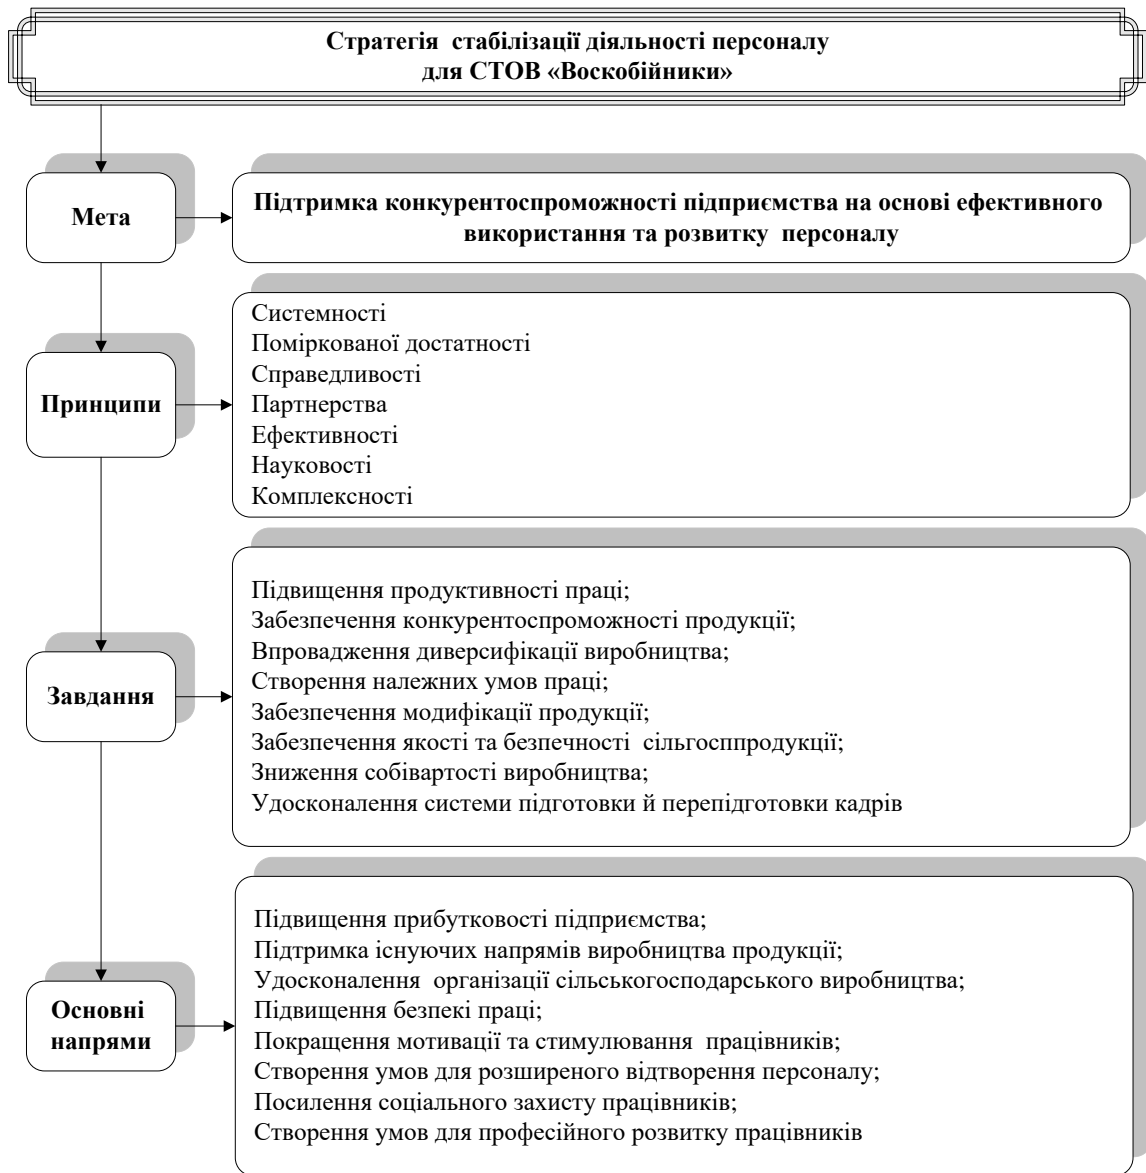 Стратегія стабілізації діяльності персоналу
для СТОВ «Воскобійники»
Мета
Підтримка конкурентоспроможності підприємства на основі ефективного
використання та розвитку персоналу
Принципи
Системності
Поміркованої достатності
Справедливості
Партнерства
Ефективності
Науковості
Комплексності
Завдання
Підвищення продуктивності праці;
Забезпечення конкурентоспроможності продукції;
Впровадження диверсифікації виробництва;
Створення належних умов праці;
Забезпечення модифікації продукції;
Забезпечення якості та безпечності сільгосппродукції;
Зниження собівартості виробництва;
Удосконалення системи підготовки й перепідготовки кадрів
Основні
напрями
Підвищення прибутковості підприємства;
Підтримка існуючих напрямів виробництва продукції;
Удосконалення організації сільськогосподарського виробництва;
Підвищення безпекі праці;
Покращення мотивації та стимулювання працівників;
Створення умов для розширеного відтворення персоналу;
Посилення соціального захисту працівників;
Створення умов для професійного розвитку працівників